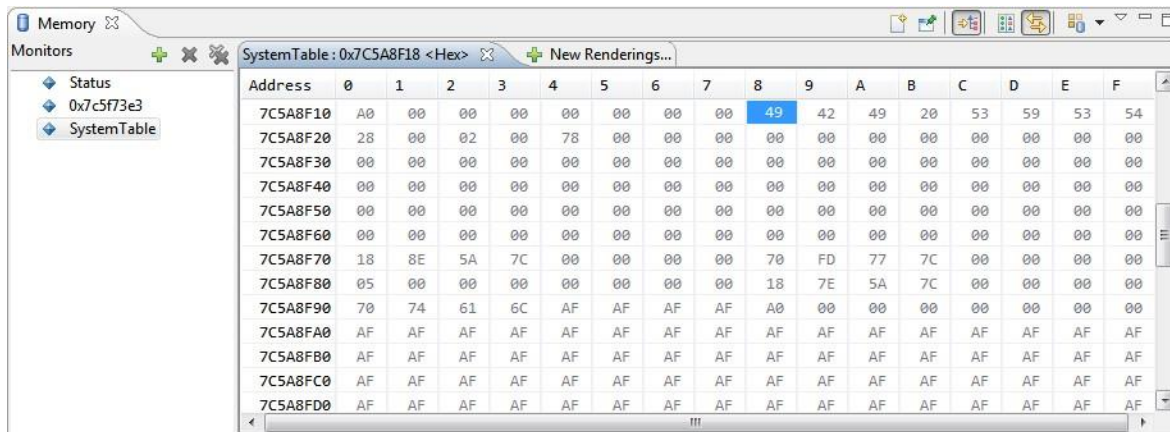 Memory
Monitors
Status
0x7c5f73e3
SystemTable
SystemTable : 0x7C5A8F18 <Hex>
New Renderings...
Address 0 1 2 3 4 5 6 7 8 9 A B C D E F
7C5A8F10 A0 00 00 00 00 00 00 00 49 42 49 20 53 59 53 54
7C5A8F20 28 00 02 00 78 00 00 00 00 00 00 00 00 00 00 00
7C5A8F30 00 00 00 00 00 00 00 00 00 00 00 00 00 00 00 00
7C5A8F40 00 00 00 00 00 00 00 00 00 00 00 00 00 00 00 00
7C5A8F50 00 00 00 00 00 00 00 00 00 00 00 00 00 00 00 00
7C5A8F60 00 00 00 00 00 00 00 00 00 00 00 00 00 00 00 00
7C5A8F70 18 8E 5A 7C 00 00 00 00 70 FD 77 7C 00 00 00 00
7C5A8F80 05 00 00 00 00 00 00 00 18 7E 5A 7C 00 00 00 00
7C5A8F90 70 74 61 6C AF AF AF AF A0 00 00 00 00 00 00 00
7C5A8FA0 AF AF AF AF AF AF AF AF AF AF AF AF AF AF AF AF
7C5A8FB0 AF AF AF AF AF AF AF AF AF AF AF AF AF AF AF AF
7C5A8FC0 AF AF AF AF AF AF AF AF AF AF AF AF AF AF AF AF
7C5A8FD0 AF AF AF AF AF AF AF AF AF AF AF AF AF AF AF AF